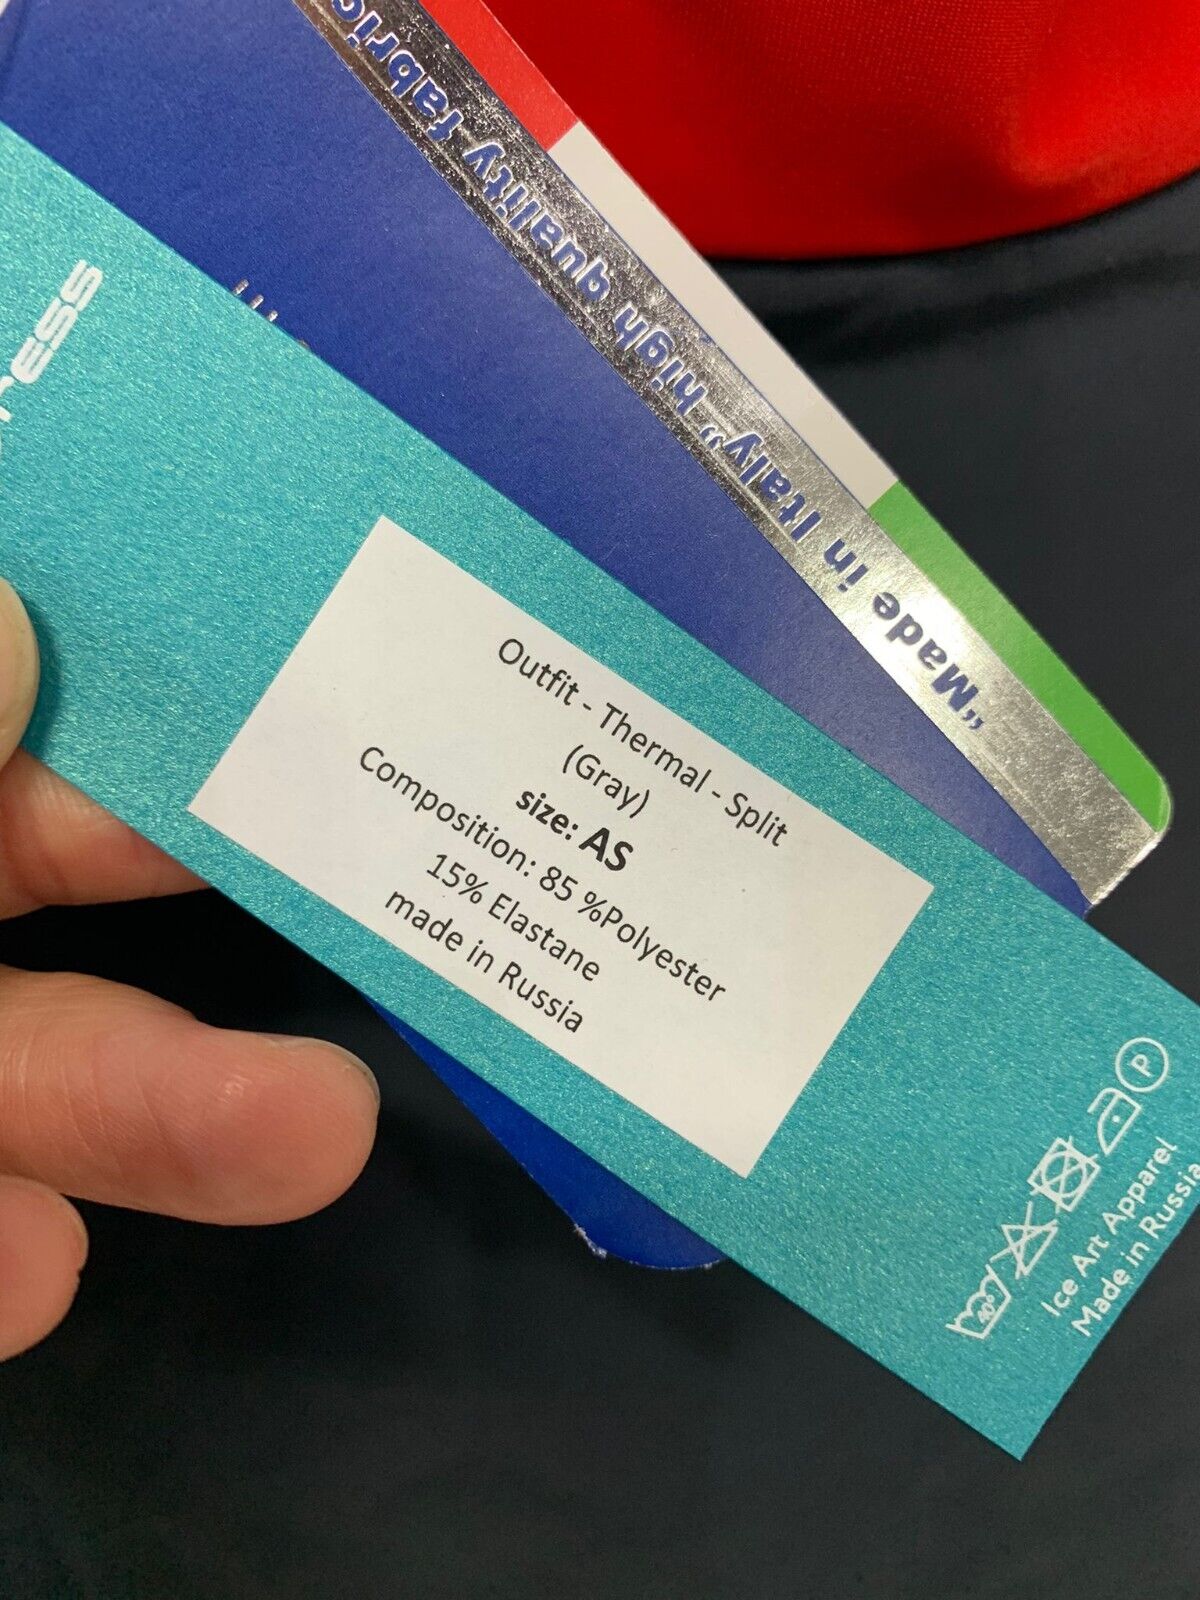 "Made in Italy" high quality fabric
Outfit - Thermal - Split
(Gray)
size: AS
Composition: 85 %Polyester
15% Elastane
made in Russia
40°
P
Ice Art Apparel
Made in Russia